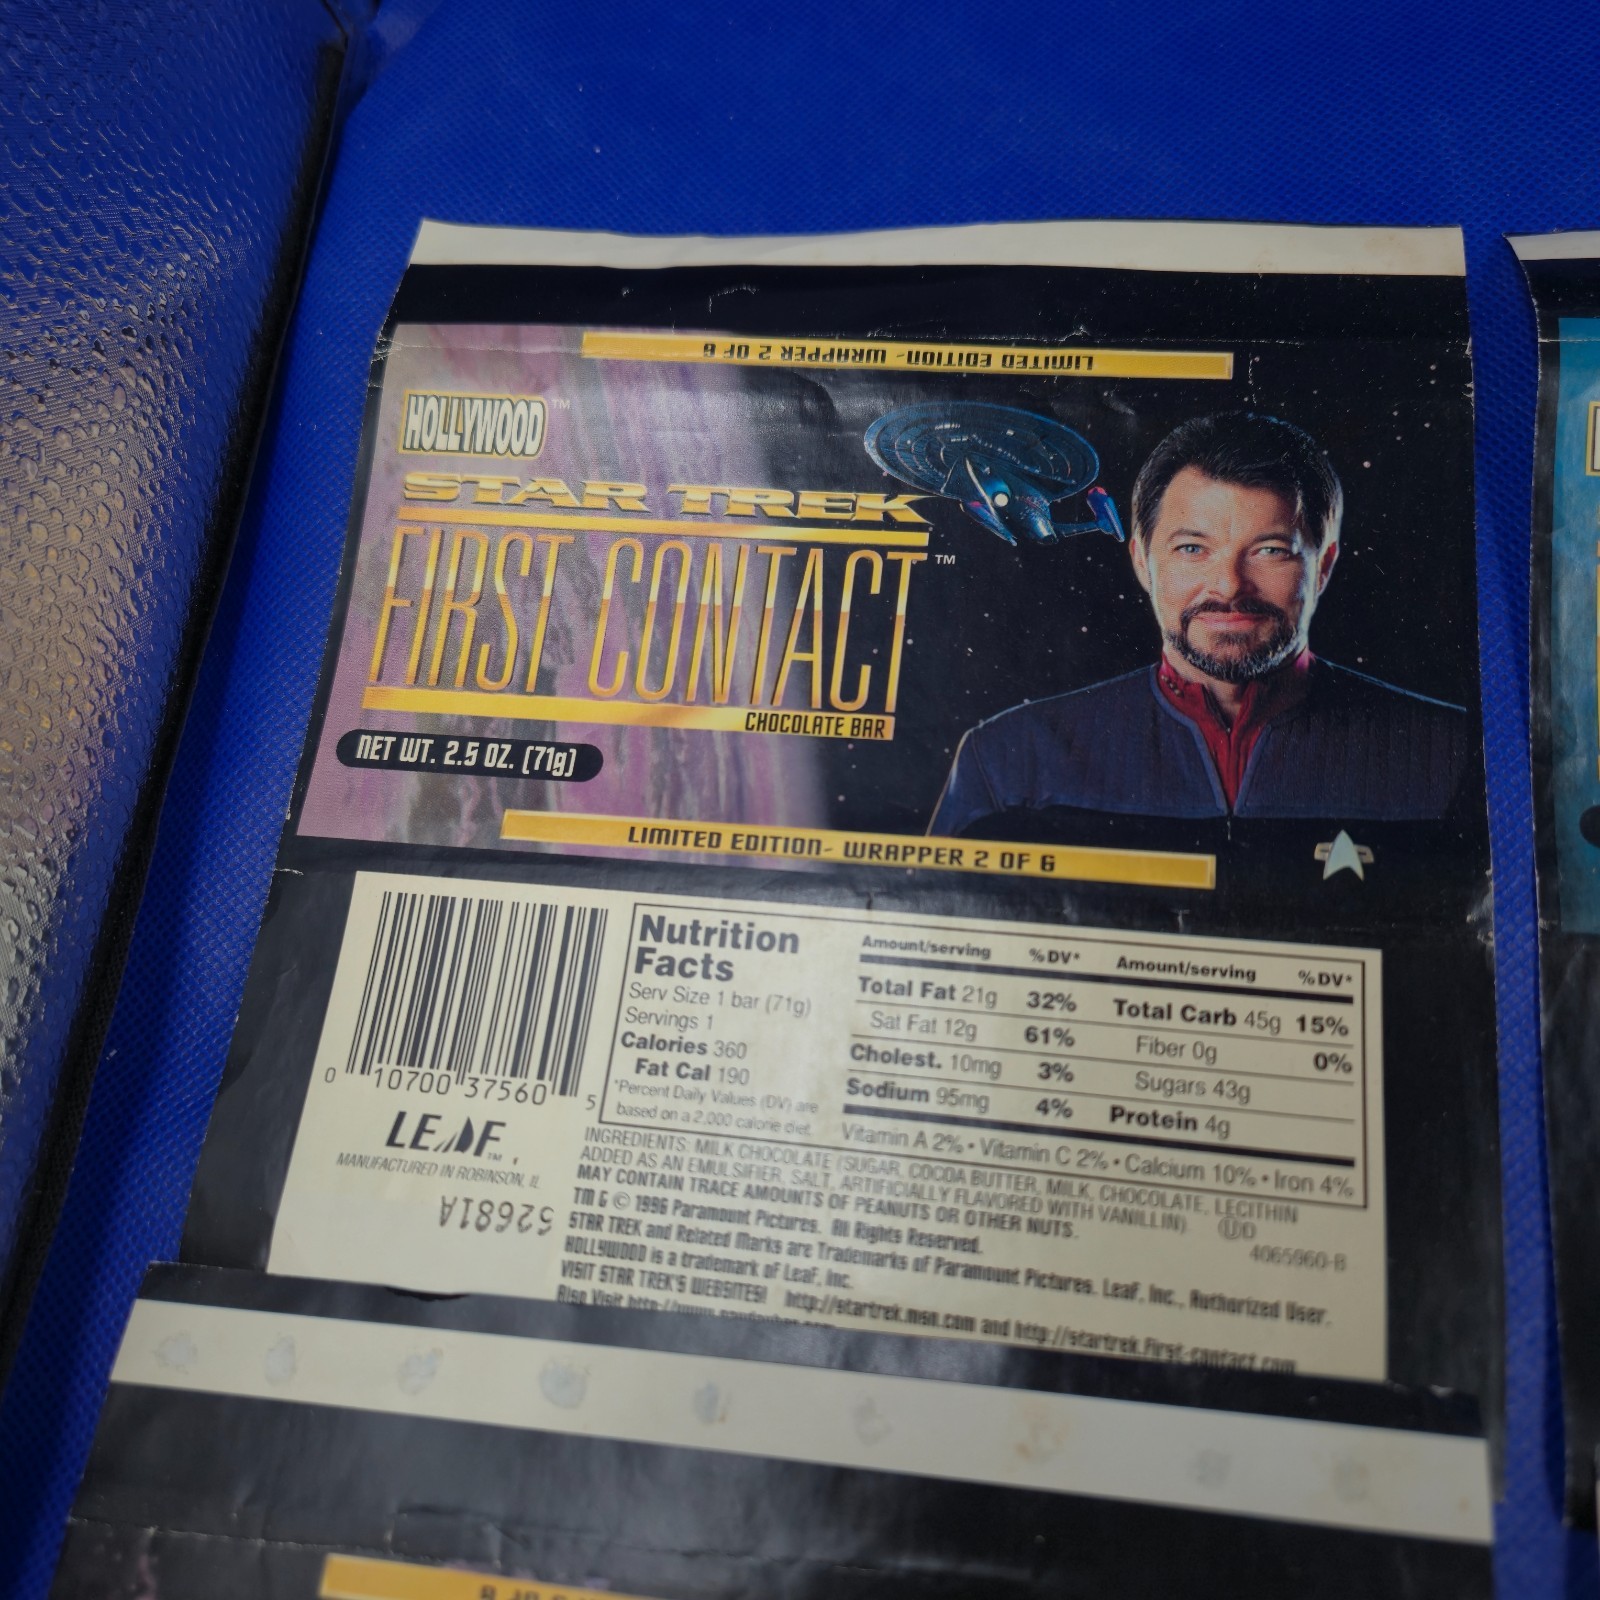 LIMITED EDITION- WRAPPER 2 OF 6
HOLLYWOOD™
STAR TREK
FIRST CONTACT™
CHOCOLATE BAR
NET WT. 2.5 OZ. (71g)
LIMITED EDITION- WRAPPER 2 OF 6
0 10700 37560 5
LEAF™
MANUFACTURED IN ROBINSON, IL
52681A
Nutrition
Facts
Serv Size 1 bar (71g)
Servings 1
Calories 360
Fat Cal 190
*Percent Daily Values (DV) are
based on a 2,000 calorie diet.
Amount/serving %DV* Amount/serving %DV*
Total Fat 21g 32% Total Carb 45g 15%
Sat Fat 12g 61% Fiber 0g 0%
Cholest. 10mg 3% Sugars 43g
Sodium 95mg 4% Protein 4g
Vitamin A 2% • Vitamin C 2% • Calcium 10% • Iron 4%
INGREDIENTS: MILK CHOCOLATE (SUGAR, COCOA BUTTER, MILK, CHOCOLATE, LECITHIN
ADDED AS AN EMULSIFIER, SALT, ARTIFICIALLY FLAVORED WITH VANILLIN).
MAY CONTAIN TRACE AMOUNTS OF PEANUTS OR OTHER NUTS. ⓊD
4065960-B
TM & © 1996 Paramount Pictures. All Rights Reserved.
STAR TREK and Related Marks are Trademarks of Paramount Pictures. Leaf, Inc., Authorized User.
HOLLYWOOD is a trademark of Leaf, Inc.
VISIT STAR TREK'S WEBSITES! http://startrek.msn.com and http://startrek.first-contact.com
Also Visit